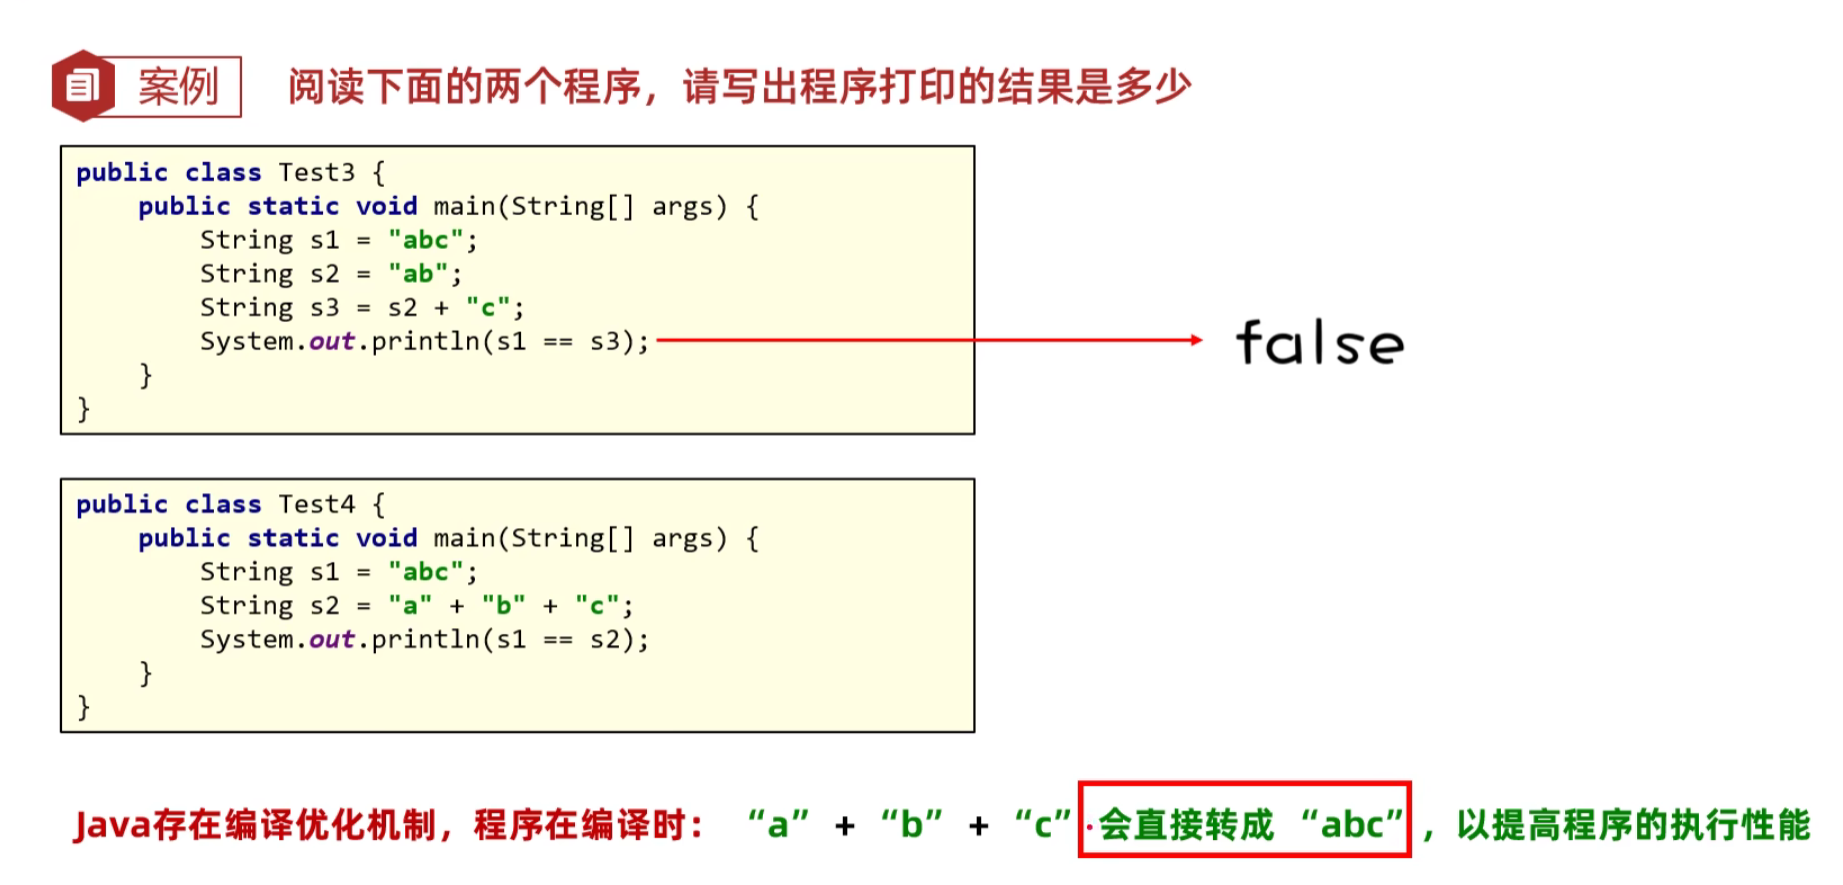 案例 阅读下面的两个程序，请写出程序打印的结果是多少
public class Test3 {
    public static void main(String[] args) {
        String s1 = "abc";
        String s2 = "ab";
        String s3 = s2 + "c";
        System.out.println(s1 == s3);
    }
}
false
public class Test4 {
    public static void main(String[] args) {
        String s1 = "abc";
        String s2 = "a" + "b" + "c";
        System.out.println(s1 == s2);
    }
}
Java存在编译优化机制，程序在编译时： “a” + “b” + “c” 会直接转成 “abc” ，以提高程序的执行性能